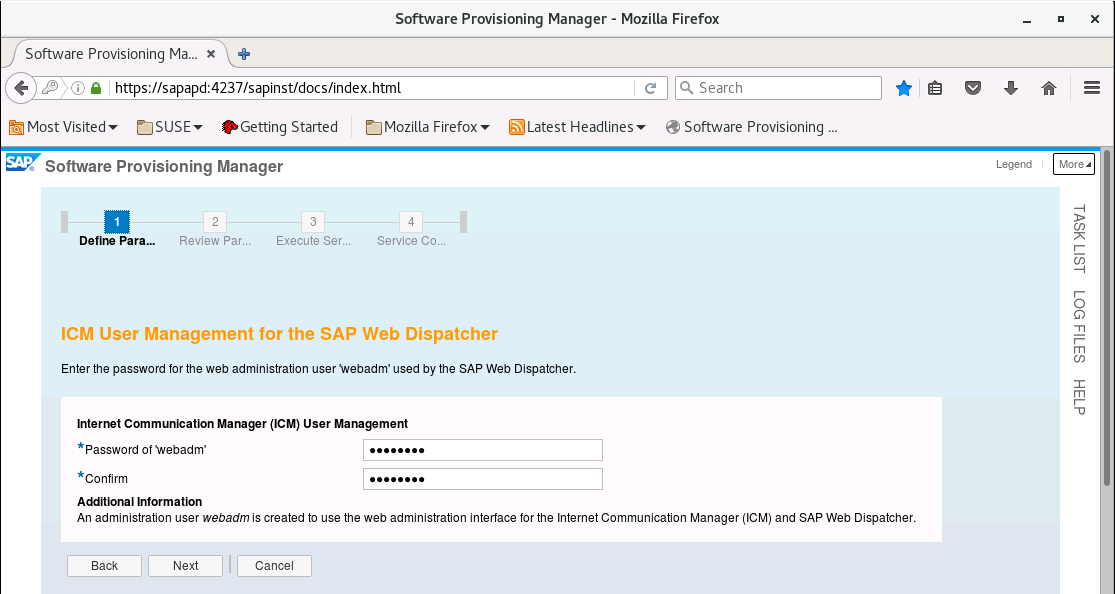 Software Provisioning Manager - Mozilla Firefox
Software Provisioning Ma...
https://sapapd:4237/sapinst/docs/index.html
Search
Most Visited SUSE Getting Started Mozilla Firefox Latest Headlines Software Provisioning ...
SAP Software Provisioning Manager Legend More
1 2 3 4
Define Para... Review Par... Execute Ser... Service Co...
TASK LIST
LOG FILES
HELP
ICM User Management for the SAP Web Dispatcher
Enter the password for the web administration user 'webadm' used by the SAP Web Dispatcher.
Internet Communication Manager (ICM) User Management
*Password of 'webadm' ●●●●●●●●
*Confirm ●●●●●●●●
Additional Information
An administration user webadm is created to use the web administration interface for the Internet Communication Manager (ICM) and SAP Web Dispatcher.
Back Next Cancel